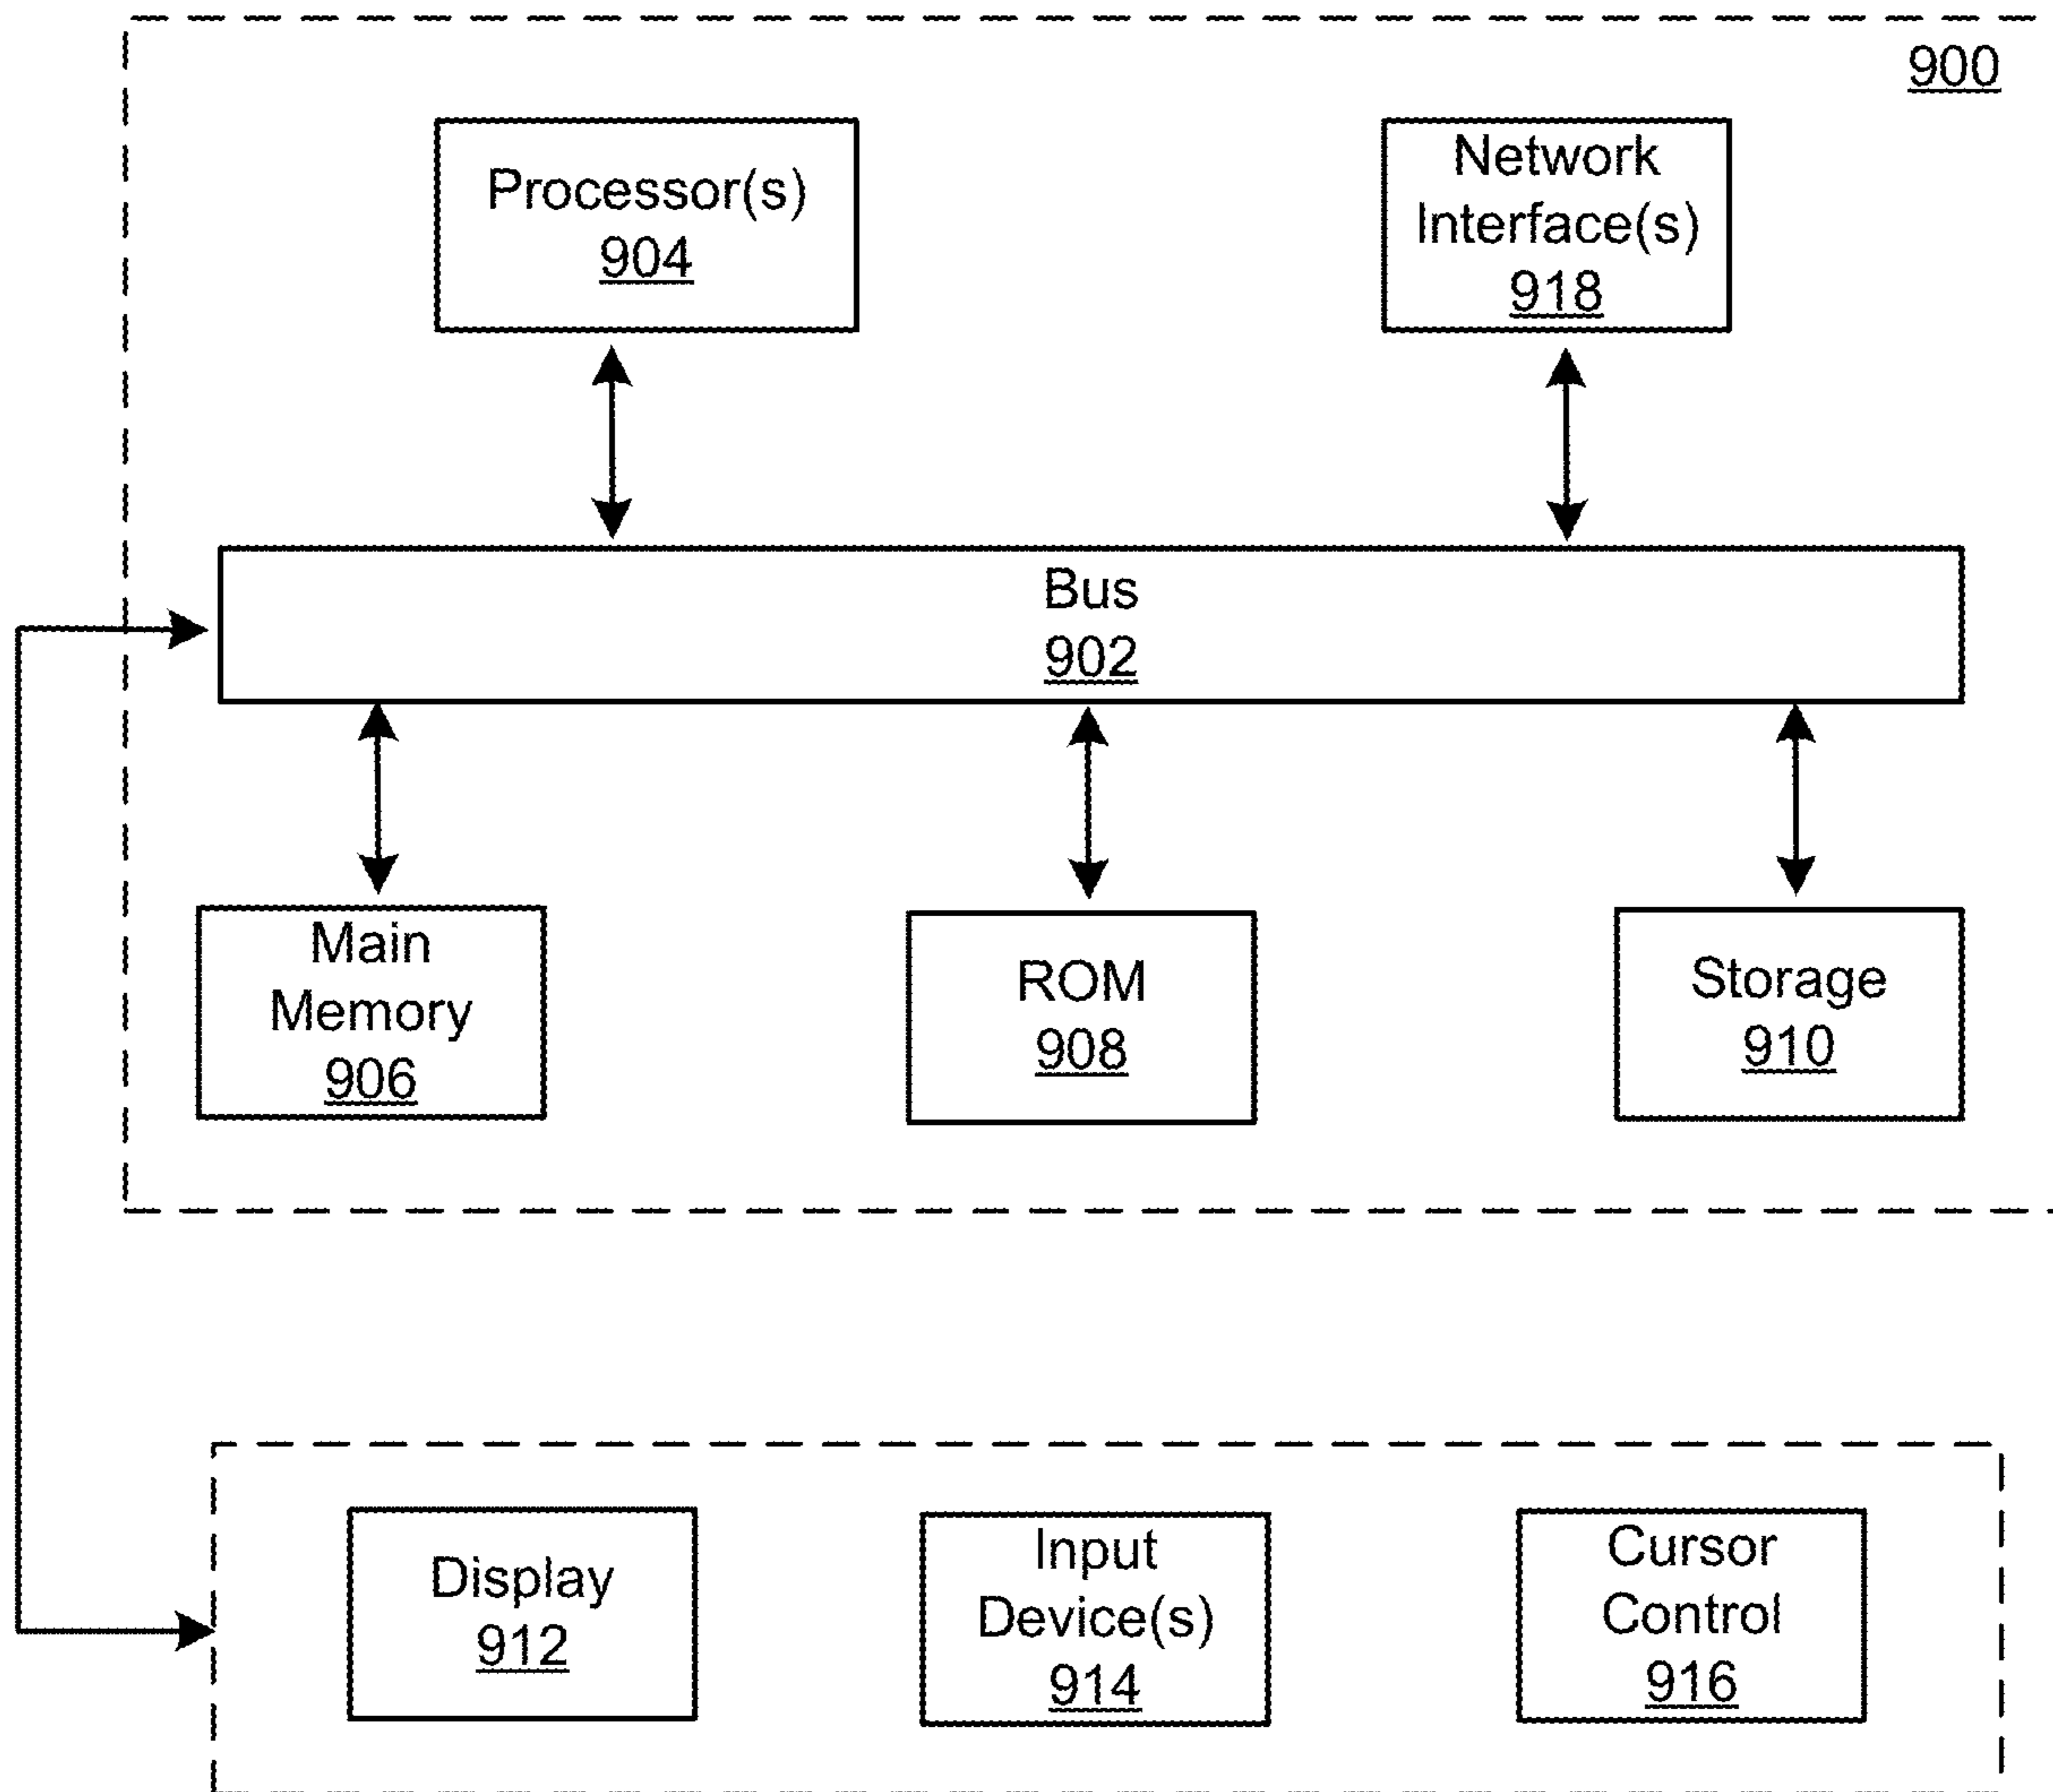 900
Processor(s)
904
Network
Interface(s)
918
Bus
902
Main
Memory
906
ROM
908
Storage
910
Display
912
Input
Device(s)
914
Cursor
Control
916